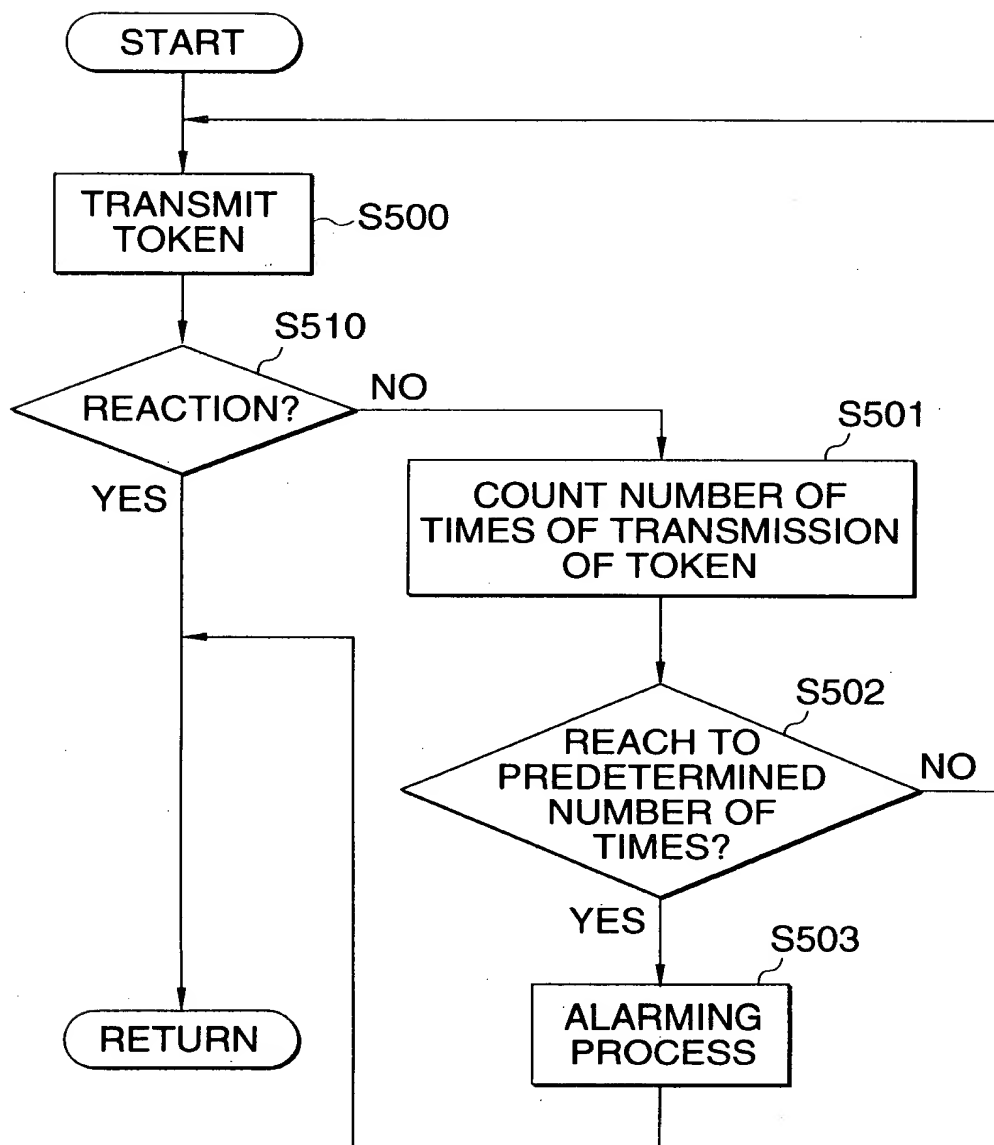 START
TRANSMIT
TOKEN
S500
S510
REACTION?
NO
YES
S501
COUNT NUMBER OF
TIMES OF TRANSMISSION
OF TOKEN
S502
REACH TO
PREDETERMINED
NUMBER OF
TIMES?
NO
YES
S503
ALARMING
PROCESS
RETURN